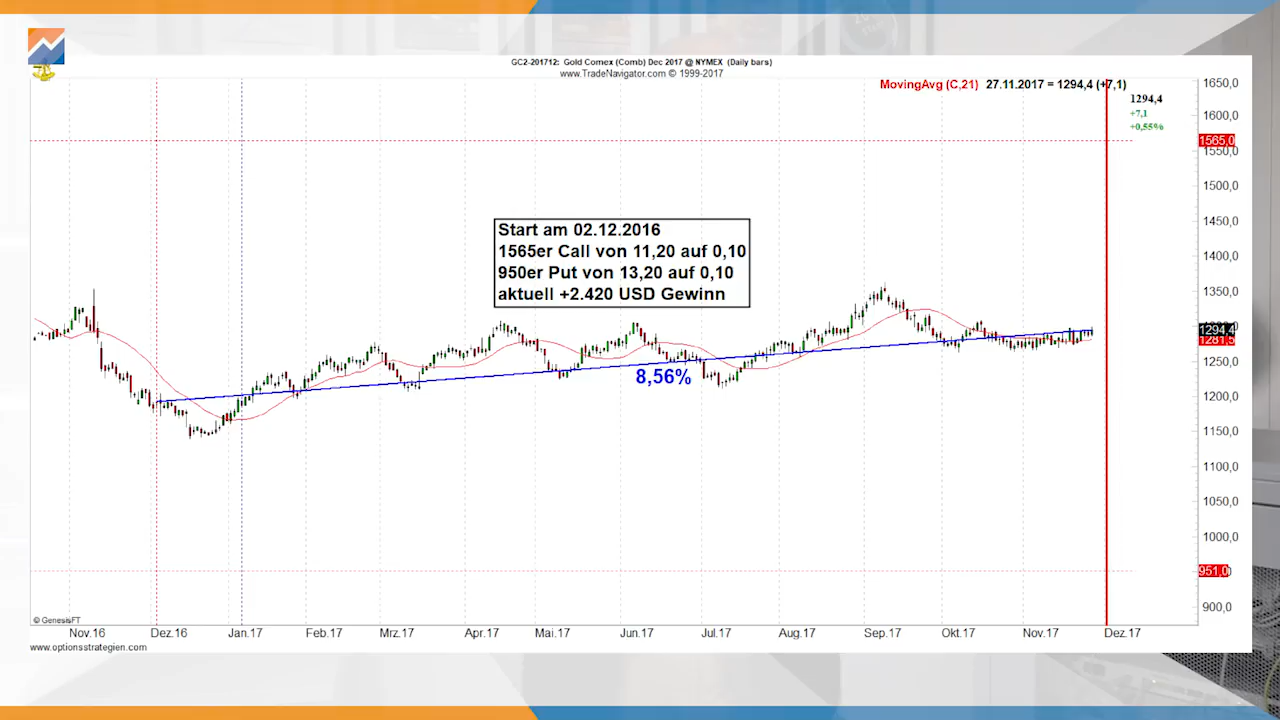 GC2-201712: Gold Comex (Comb) Dec 2017 @ NYMEX (Daily bars)
www.TradeNavigator.com © 1999-2017
MovingAvg (C,21) 27.11.2017 = 1294,4 (+7,1)
1294,4
+7,1
+0,55%
1650,0
1600,0
1565,0
1550,0
1500,0
1450,0
1400,0
1350,0
1294,4
1281,5
1250,0
1200,0
1150,0
1100,0
1050,0
1000,0
951,0
900,0
Start am 02.12.2016
1565er Call von 11,20 auf 0,10
950er Put von 13,20 auf 0,10
aktuell +2.420 USD Gewinn
8,56%
© GenesisFT
Nov.16 Dez.16 Jan.17 Feb.17 Mrz.17 Apr.17 Mai.17 Jun.17 Jul.17 Aug.17 Sep.17 Okt.17 Nov.17 Dez.17
www.optionsstrategien.com